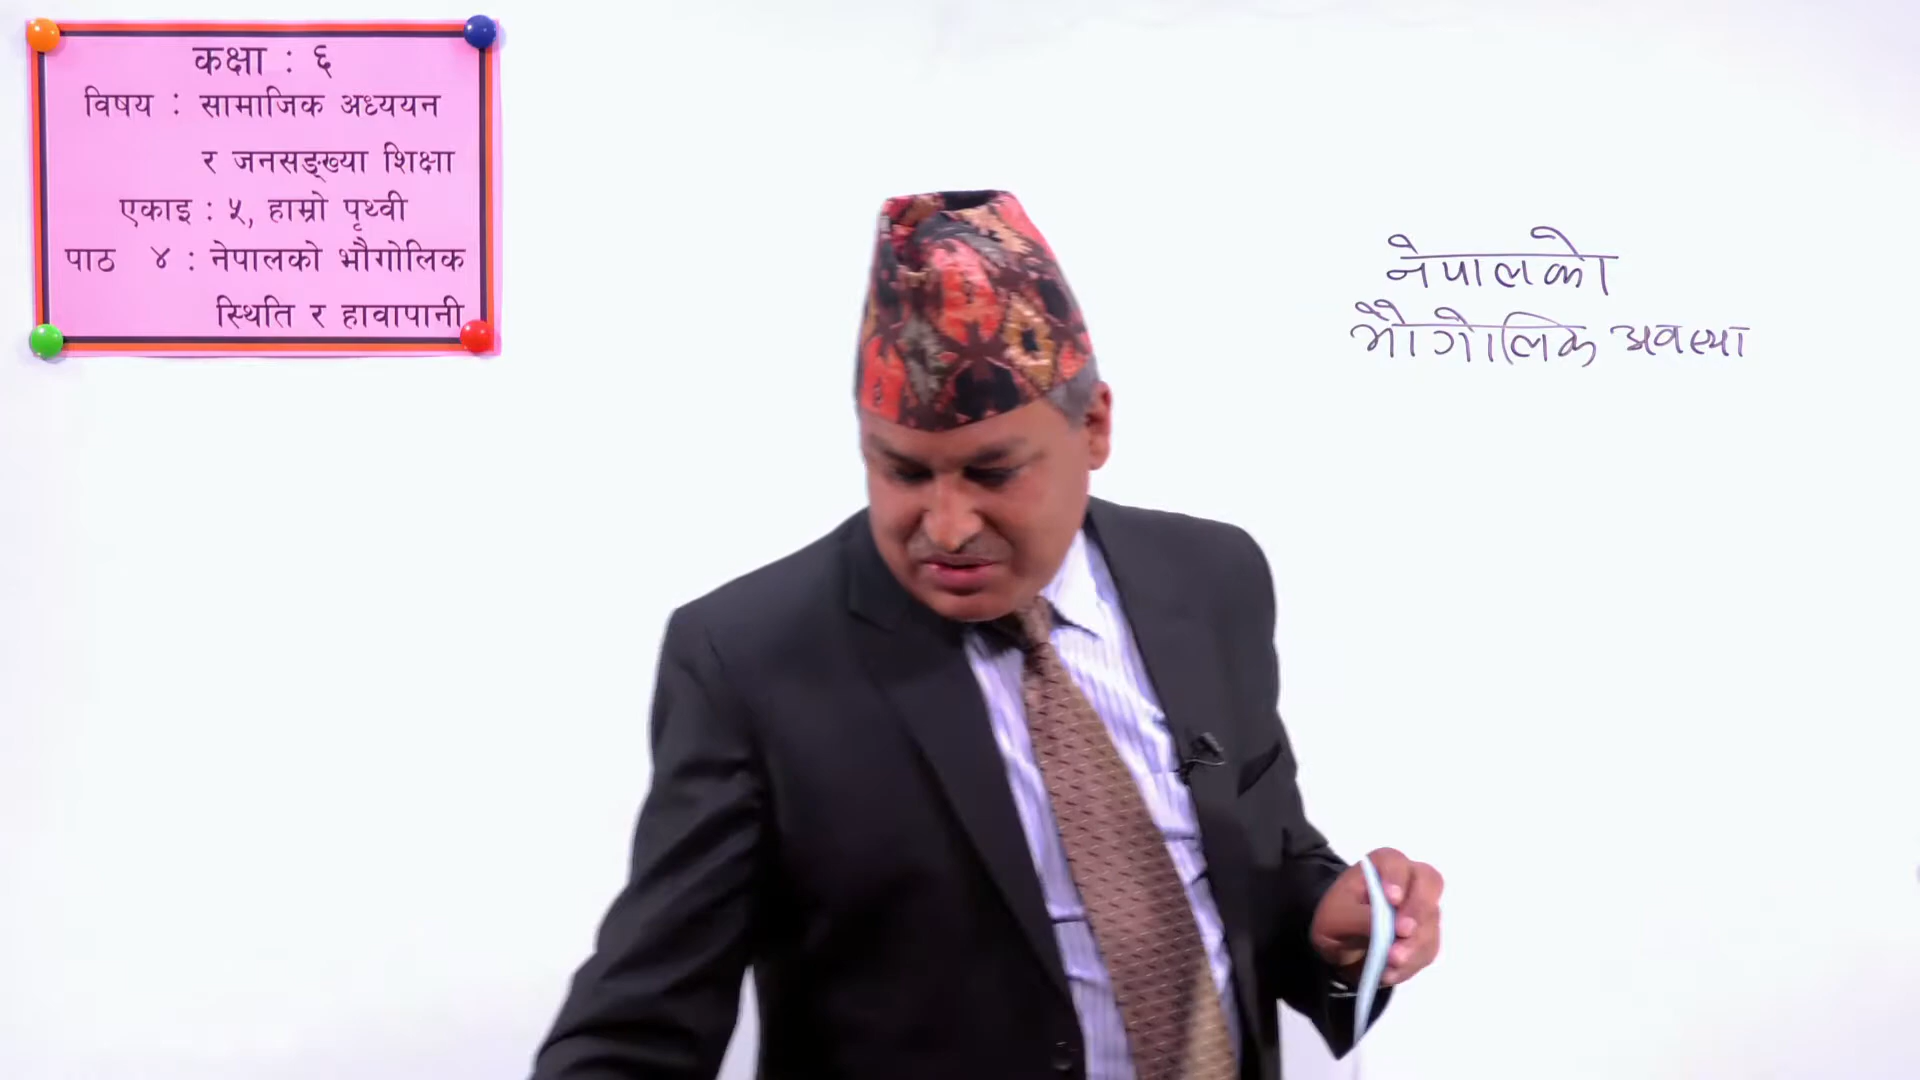 कक्षा : ६
विषय : सामाजिक अध्ययन
र जनसङ्ख्या शिक्षा
एकाइ : ५, हाम्रो पृथ्वी
पाठ ४ : नेपालको भौगोलिक
स्थिति र हावापानी
नेपालको
भौगोलिक अवस्था